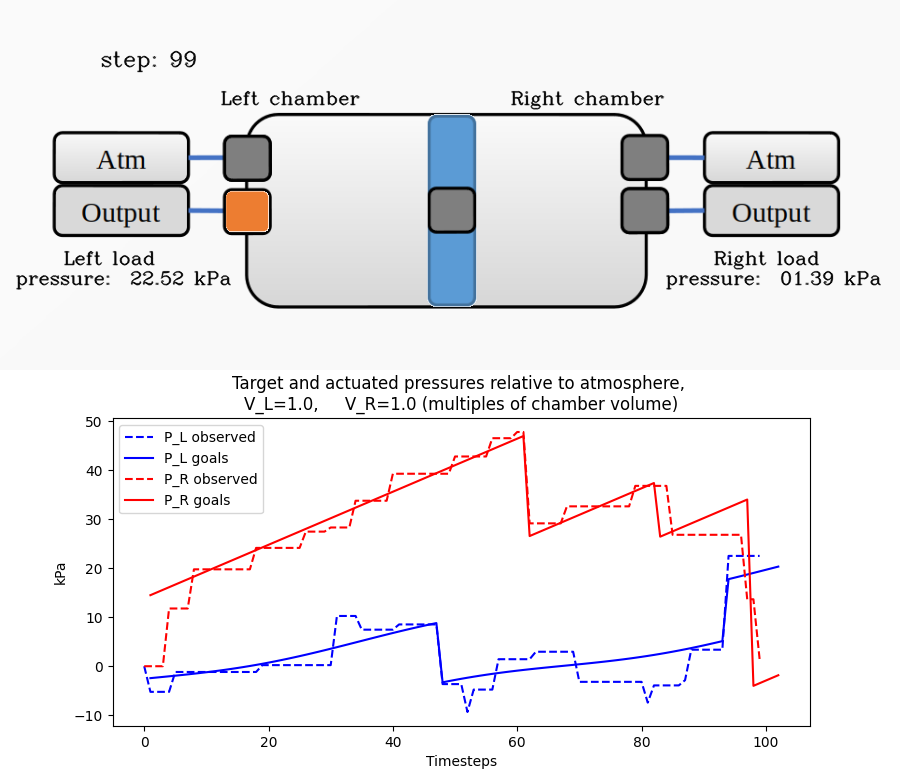 step: 99
Left chamber
Right chamber
Atm
Atm
Output
Output
Left load
pressure: 22.52 kPa
Right load
pressure: 01.39 kPa
Target and actuated pressures relative to atmosphere,
V_L=1.0, V_R=1.0 (multiples of chamber volume)
P_L observed
P_L goals
P_R observed
P_R goals
50
40
30
20
10
0
−10
kPa
0
20
40
60
80
100
Timesteps